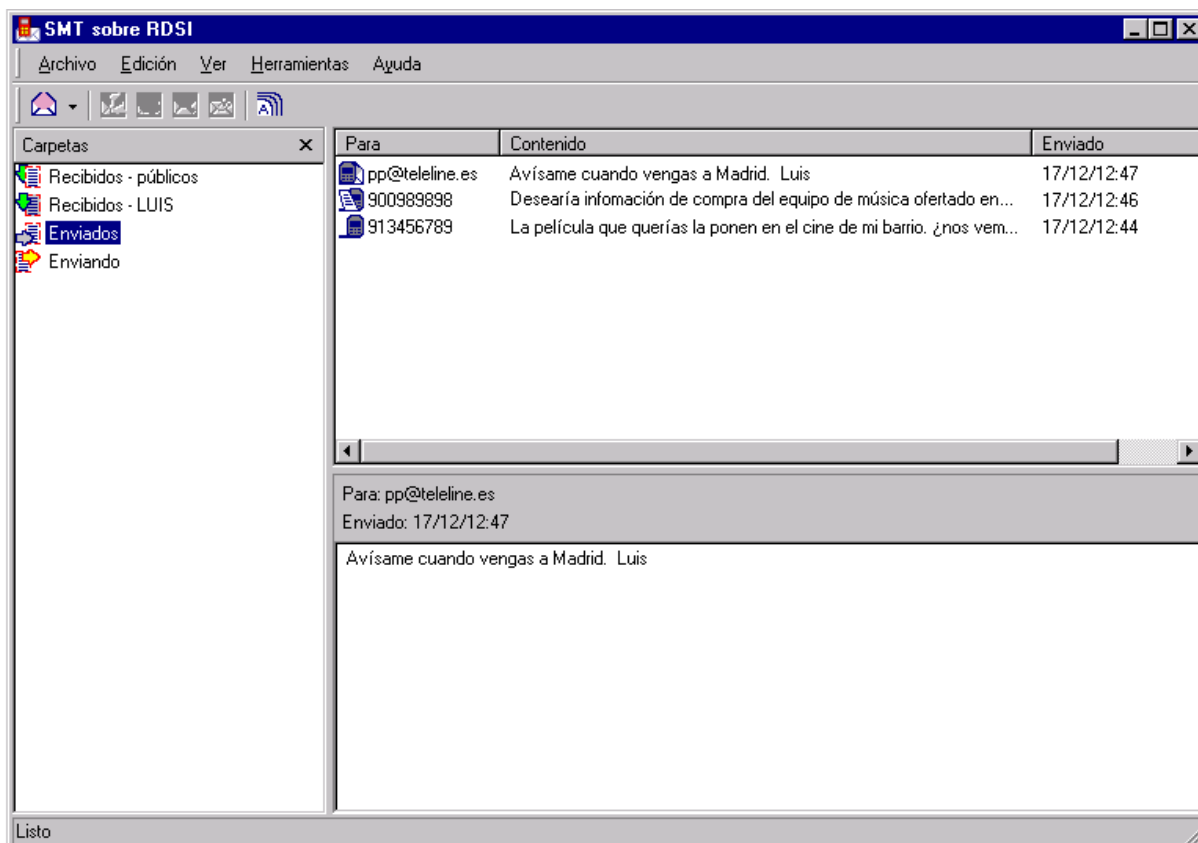 SMT sobre RDSI
Archivo Edición Ver Herramientas Ayuda
Carpetas
Recibidos - públicos
Recibidos - LUIS
Enviados
Enviando
Para Contenido Enviado
pp@teleline.es Avísame cuando vengas a Madrid. Luis 17/12/12:47
900989898 Desearía infomación de compra del equipo de música ofertado en... 17/12/12:46
913456789 La película que querías la ponen en el cine de mi barrio. ¿nos vem... 17/12/12:44
Para: pp@teleline.es
Enviado: 17/12/12:47
Avísame cuando vengas a Madrid. Luis
Listo